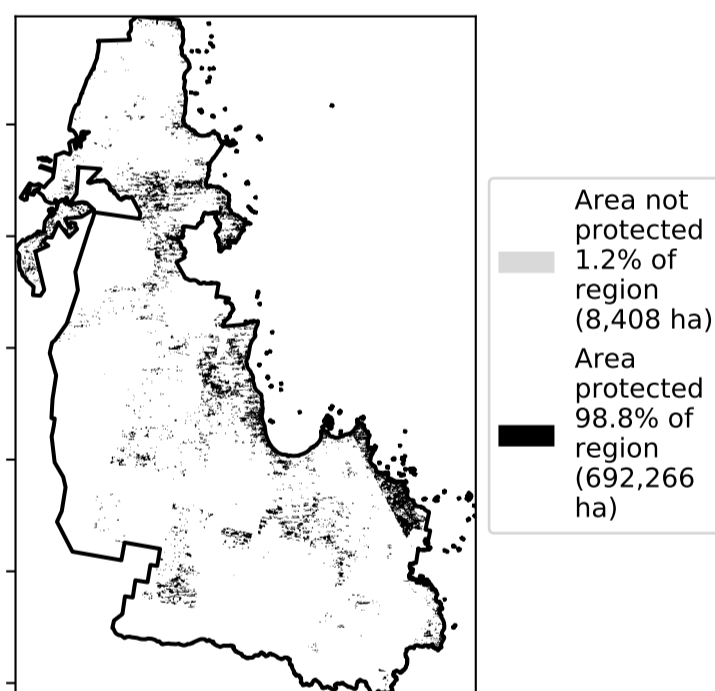 Area not
protected
1.2% of
region
(8,408 ha)
Area
protected
98.8% of
region
(692,266
ha)